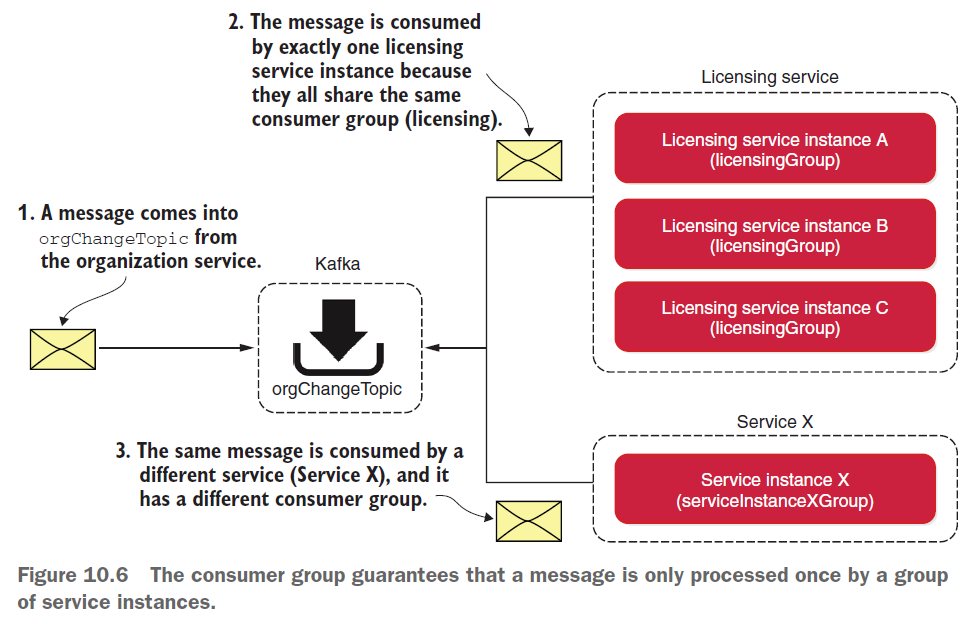 2. The message is consumed
by exactly one licensing
service instance because
they all share the same
consumer group (licensing).
Licensing service
Licensing service instance A
(licensingGroup)
Licensing service instance B
(licensingGroup)
Licensing service instance C
(licensingGroup)
1. A message comes into
orgChangeTopic from
the organization service.
Kafka
orgChangeTopic
3. The same message is consumed by a
different service (Service X), and it
has a different consumer group.
Service X
Service instance X
(serviceInstanceXGroup)
Figure 10.6 The consumer group guarantees that a message is only processed once by a group
of service instances.